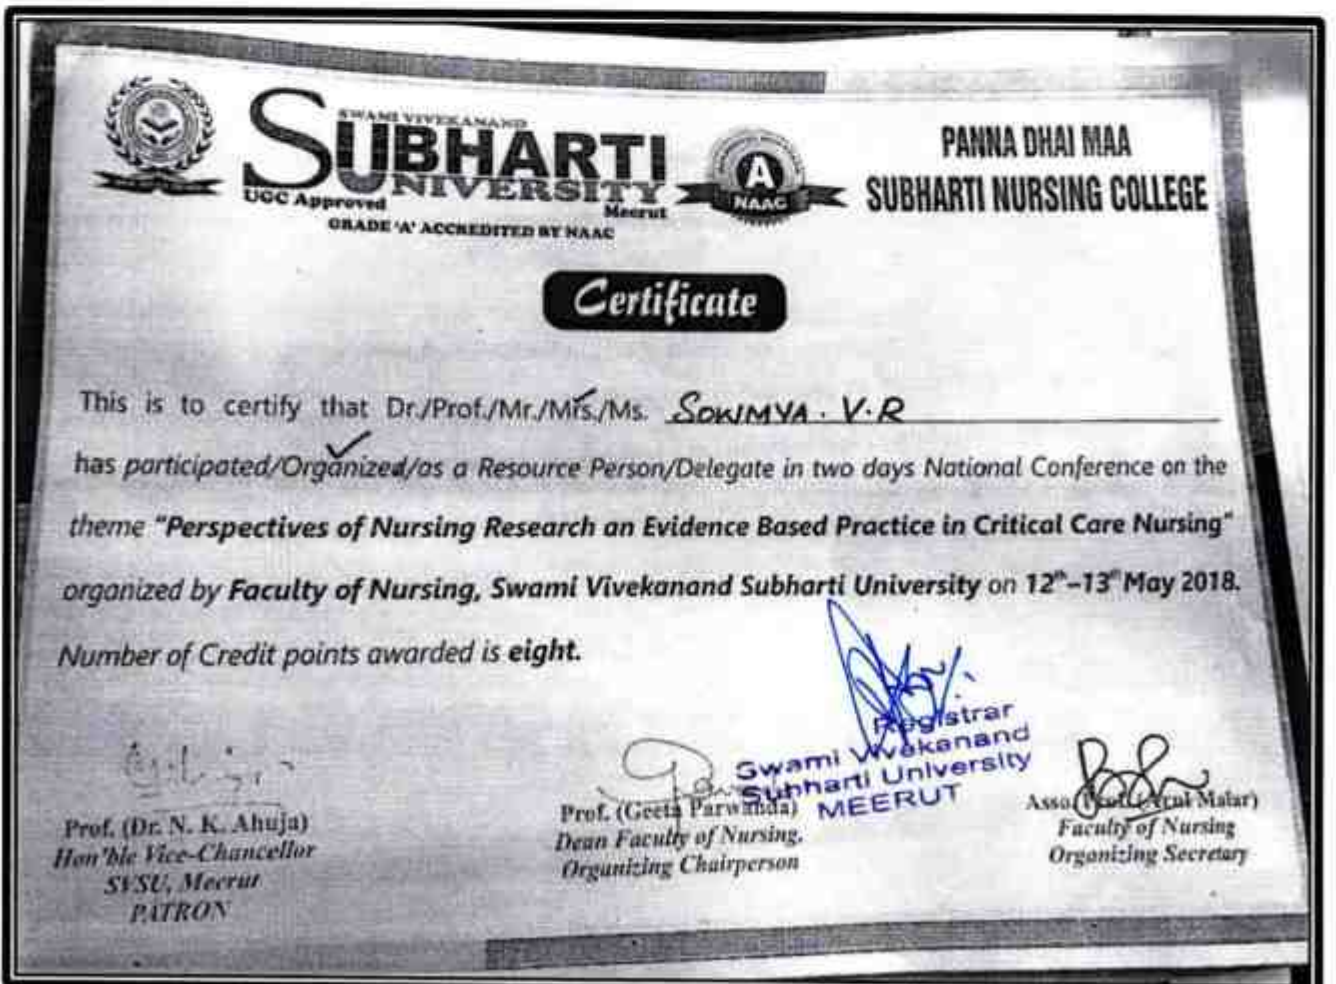 SWAMI VIVEKANAND
SUBHARTI
UNIVERSITY
UGC Approved
Meerut
GRADE 'A' ACCREDITED BY NAAC
A
NAAC
PANNA DHAI MAA
SUBHARTI NURSING COLLEGE
Certificate
This is to certify that Dr./Prof./Mr./Mrs./Ms. SOWMYA. V.R
has participated/Organized/as a Resource Person/Delegate in two days National Conference on the
theme "Perspectives of Nursing Research an Evidence Based Practice in Critical Care Nursing"
organized by Faculty of Nursing, Swami Vivekanand Subharti University on 12th–13th May 2018.
Number of Credit points awarded is eight.
Registrar
Swami Vivekanand
Subharti University
MEERUT
Prof. (Dr. N. K. Ahuja)
Hon'ble Vice-Chancellor
SVSU, Meerut
PATRON
Prof. (Geeta Parwanda)
Dean Faculty of Nursing,
Organizing Chairperson
Asso. Prof. (Arul Malar)
Faculty of Nursing
Organizing Secretary